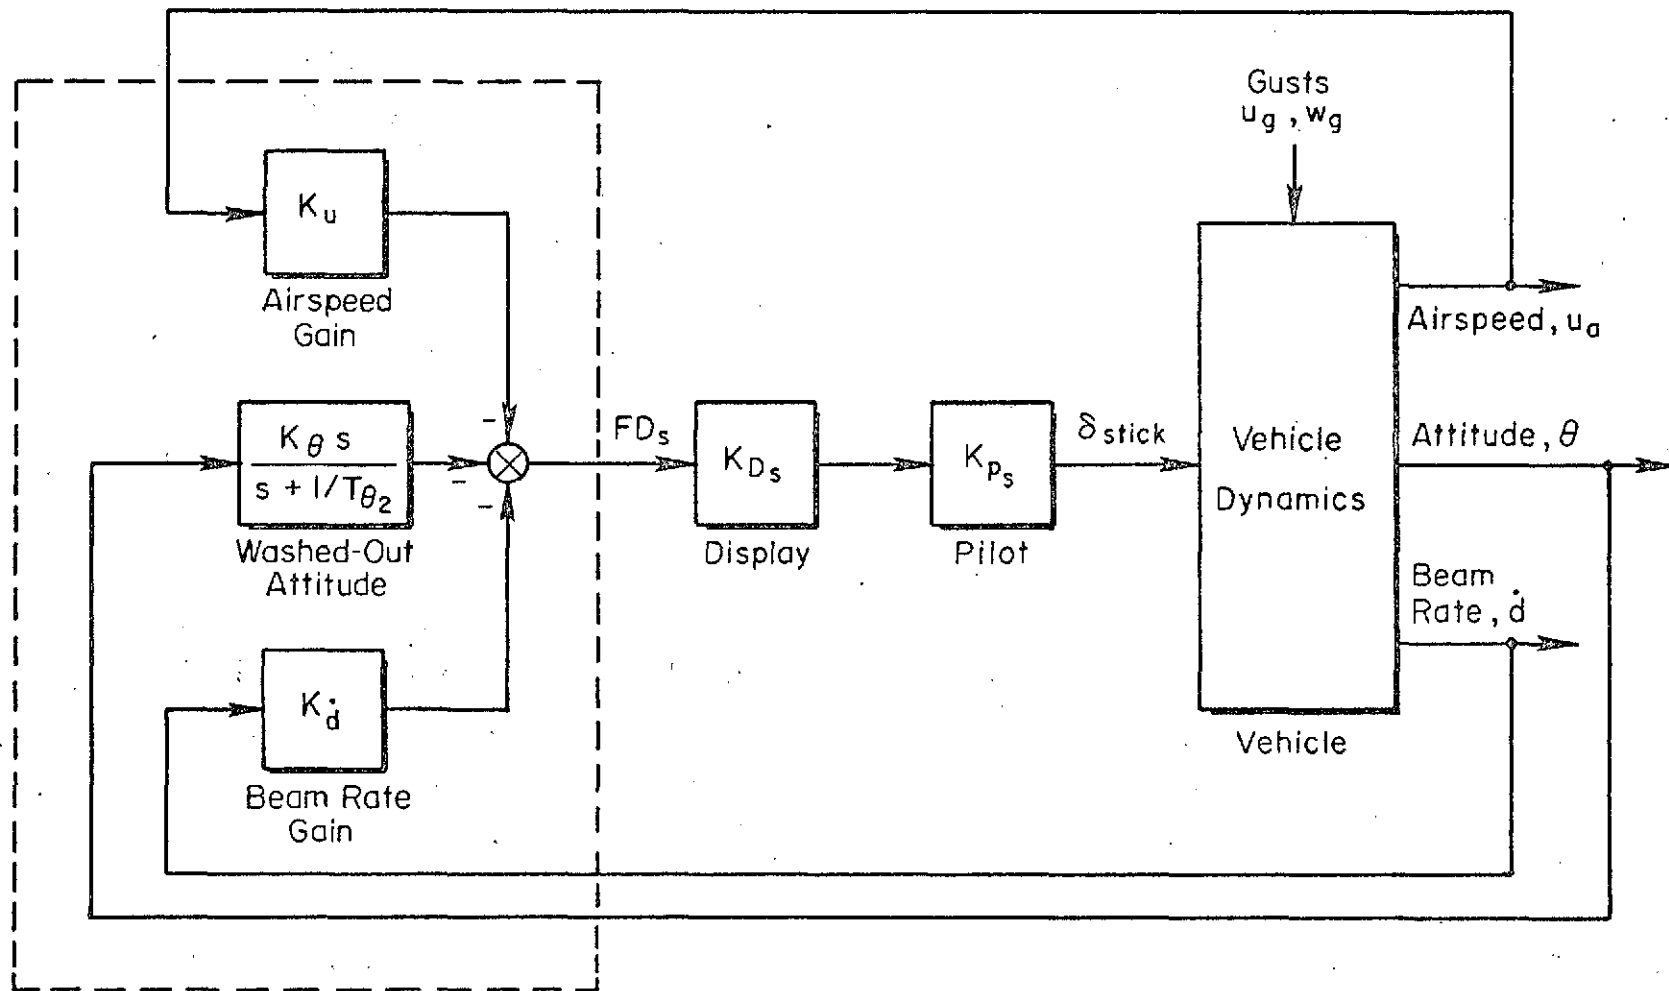 Gusts
u_g , w_g
K_u
Airspeed
Gain
Airspeed, u_a
K_θ s
s + 1/T_θ2
Washed-Out
Attitude
-
-
-
FD_s
K_Ds
Display
K_ps
Pilot
δ_stick
Vehicle
Dynamics
Vehicle
Attitude, θ
Beam
Rate, ḋ
K_ḋ
Beam Rate
Gain